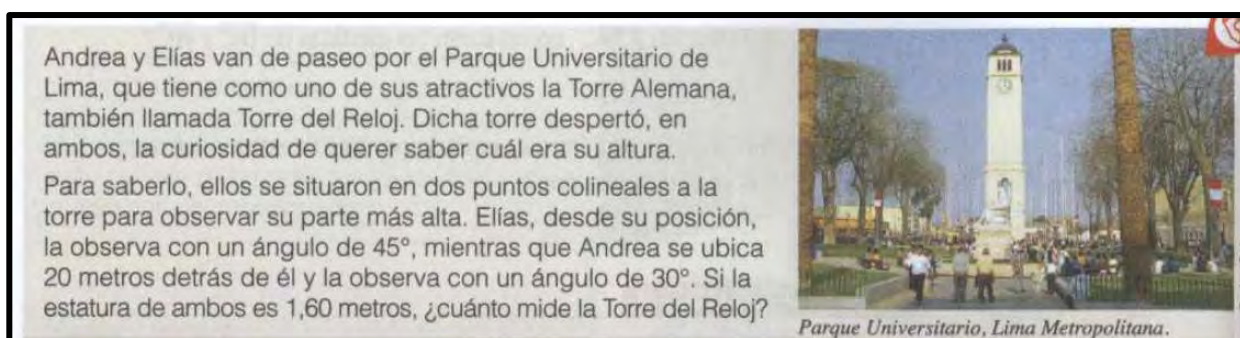 Andrea y Elías van de paseo por el Parque Universitario de
Lima, que tiene como uno de sus atractivos la Torre Alemana,
también llamada Torre del Reloj. Dicha torre despertó, en
ambos, la curiosidad de querer saber cuál era su altura.
Para saberlo, ellos se situaron en dos puntos colineales a la
torre para observar su parte más alta. Elías, desde su posición,
la observa con un ángulo de 45°, mientras que Andrea se ubica
20 metros detrás de él y la observa con un ángulo de 30°. Si la
estatura de ambos es 1,60 metros, ¿cuánto mide la Torre del Reloj?
Parque Universitario, Lima Metropolitana.